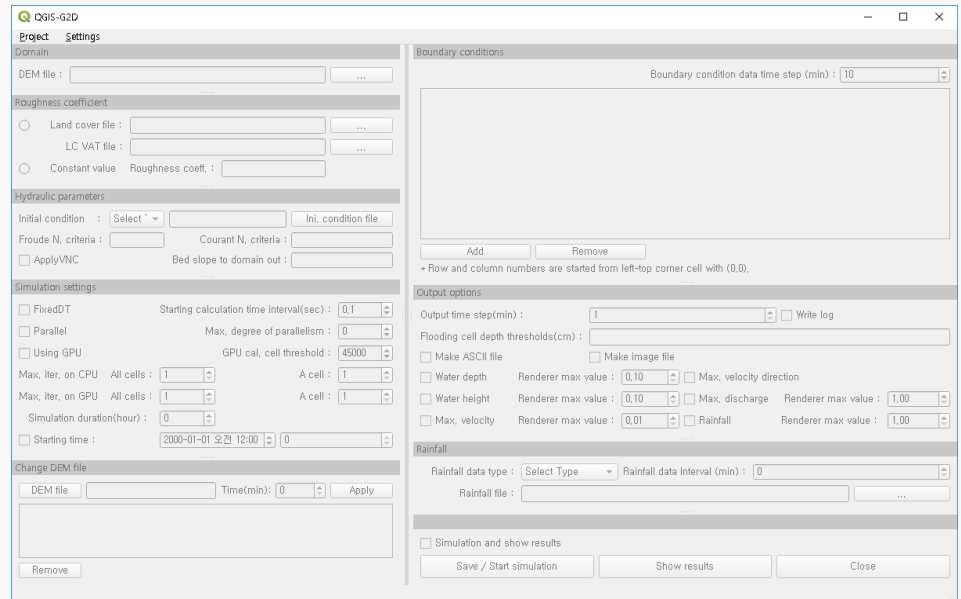 QGIS-G2D
Project Settings
Domain
DEM file : ...
Roughness coefficient
Land cover file : ...
LC VAT file : ...
Constant value Roughness coeff, :
Hydraulic parameters
Initial condition : Select T Ini, condition file
Froude N, criteria : Courant N, criteria :
ApplyVNC Bed slope to domain out :
Simulation settings
FixedDT Starting calculation time interval(sec) : 0,1
Parallel Max, degree of parallelism : 0
Using GPU GPU cal, cell threshold : 45000
Max, iter, on CPU All cells : 1 A cell : 1
Max, iter, on GPU All cells : 1 A cell : 1
Simulation duration(hour) : 0
Starting time : 2000-01-01 오전 12:00 0
Change DEM file
DEM file Time(min): 0 Apply
Remove
Boundary conditions
Boundary condition data time step (min) : 10
Add Remove
* Row and column numbers are started from left-top corner cell with (0,0),
Output options
Output time step(min) : 1 Write log
Flooding cell depth thresholds(cm) :
Make ASCII file Make image file
Water depth Renderer max value : 0,10 Max, velocity direction
Water height Renderer max value : 0,10 Max, discharge Renderer max value : 1,00
Max, velocity Renderer max value : 0,01 Rainfall Renderer max value : 1,00
Rainfall
Rainfall data type : Select Type Rainfall data Interval (min) : 0
Rainfall file : ...
Simulation and show results
Save / Start simulation Show results Close